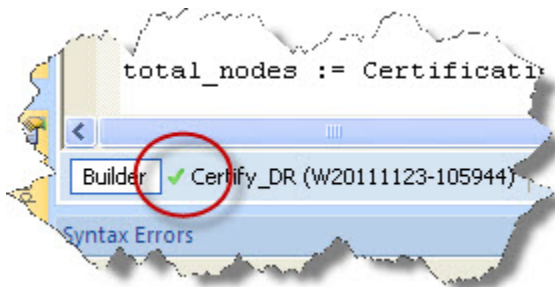 total_nodes := Certificati
Builder Certify_DR (W20111123-105944)
Syntax Errors